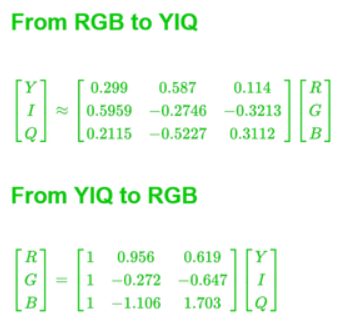 From RGB to YIQ
[Y] ≈ [0.299 0.587 0.114] [R]
[I] [0.5959 −0.2746 −0.3213] [G]
[Q] [0.2115 −0.5227 0.3112] [B]
From YIQ to RGB
[R] = [1 0.956 0.619] [Y]
[G] [1 −0.272 −0.647] [I]
[B] [1 −1.106 1.703] [Q]